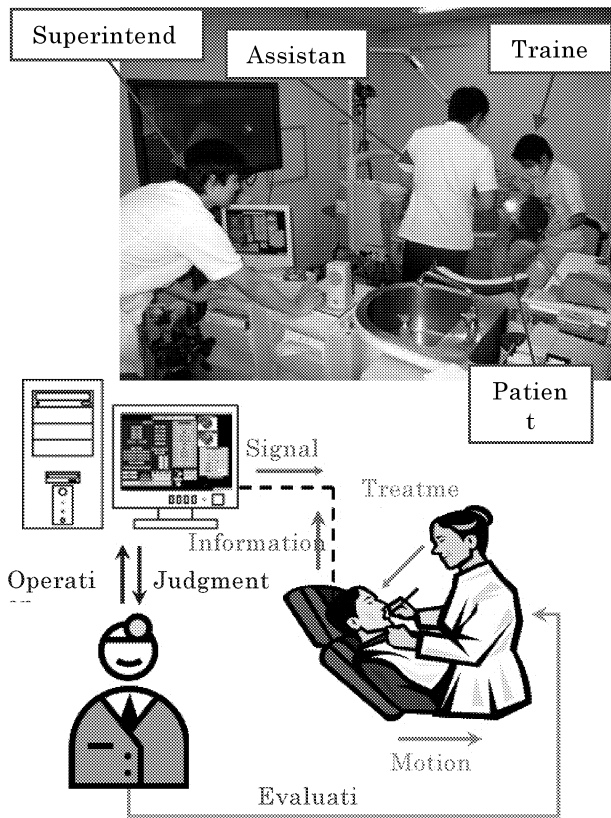 Superintend
Assistan
Traine
Patien
t
Signal
Treatme
Information
Operati
Judgment
Motion
Evaluati